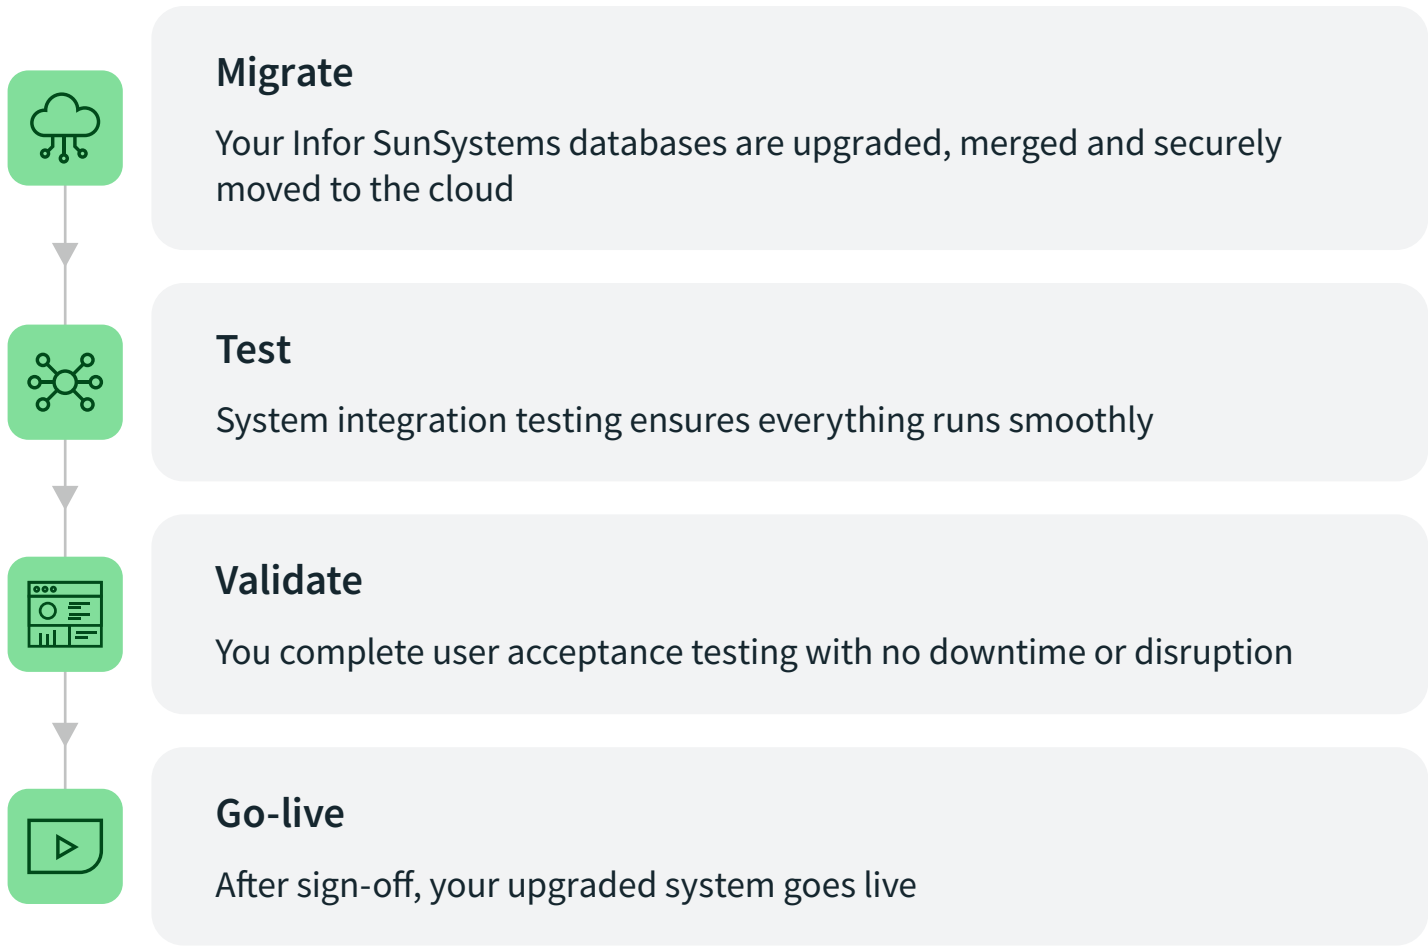 Migrate
Your Infor SunSystems databases are upgraded, merged and securely
moved to the cloud
Test
System integration testing ensures everything runs smoothly
Validate
You complete user acceptance testing with no downtime or disruption
Go-live
After sign-off, your upgraded system goes live